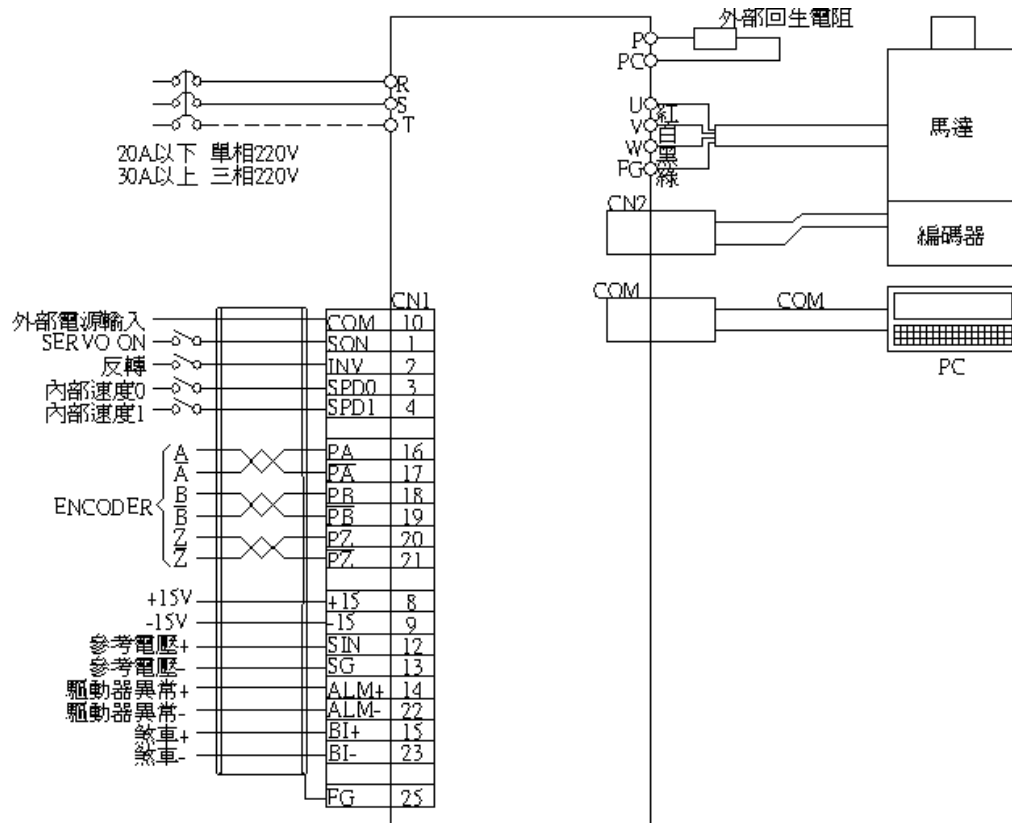 外部回生電阻
P
PC
R
S
T
20A以下 單相220V
30A以上 三相220V
U 紅
V 白
W 黑
FG 綠
馬達
CN2
編碼器
COM
COM
PC
CN1
外部電源輸入 COM 10
SERVO ON SON 1
反轉 INV 2
內部速度0 SPD0 3
內部速度1 SPD1 4
ENCODER
A PA 16
A̅ P̅A̅ 17
B PB 18
B̅ P̅B̅ 19
Z PZ 20
Z̅ P̅Z̅ 21
+15V +15 8
-15V -15 9
參考電壓+ SIN 12
參考電壓- SG 13
驅動器異常+ ALM+ 14
驅動器異常- ALM- 22
煞車+ BI+ 15
煞車- BI- 23
FG 25